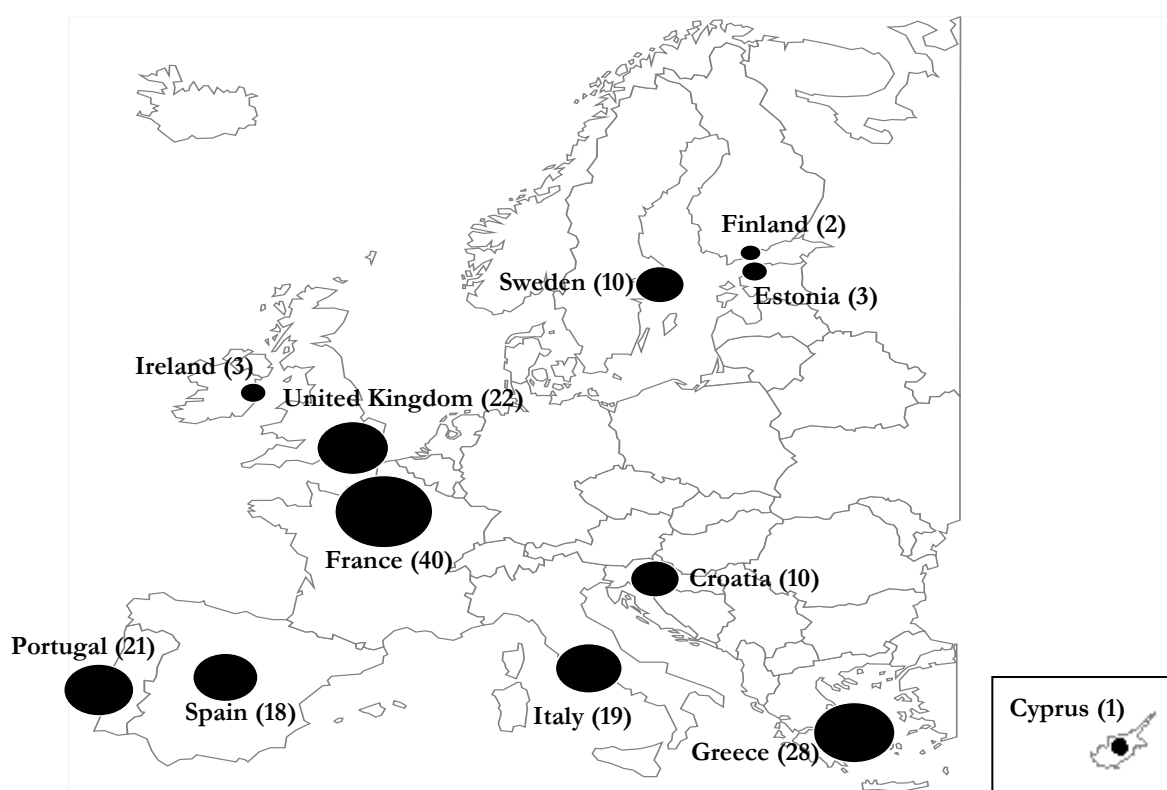 Finland (2)
Sweden (10)
Estonia (3)
Ireland (3)
United Kingdom (22)
France (40)
Croatia (10)
Portugal (21)
Spain (18)
Italy (19)
Greece (28)
Cyprus (1)